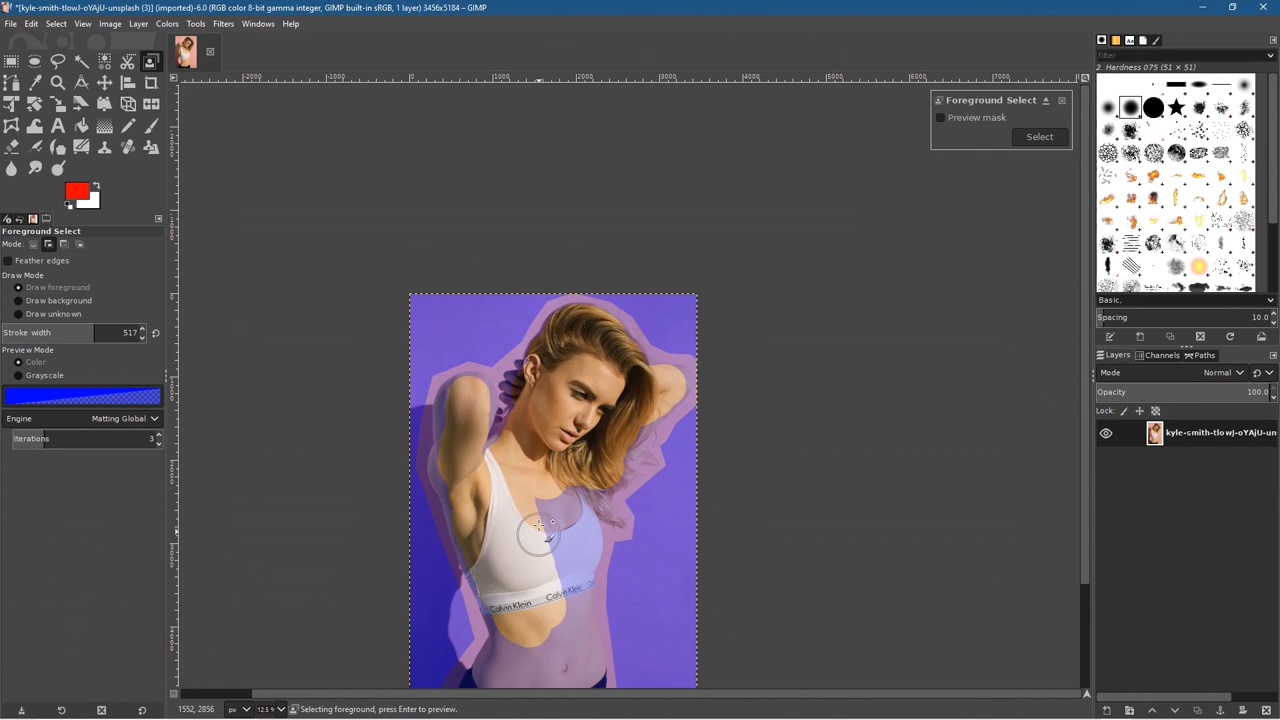 *[kyle-smith-tlowJ-oYAjU-unsplash (3)] (imported)-6.0 (RGB color 8-bit gamma integer, GIMP built-in sRGB, 1 layer) 3456x5184 – GIMP
File Edit Select View Image Layer Colors Tools Filters Windows Help
Foreground Select
Mode:
Feather edges
Draw Mode
Draw foreground
Draw background
Draw unknown
Stroke width 517
Preview Mode
Color
Grayscale
Engine Matting Global
Iterations 3
Foreground Select
Preview mask
Select
Calvin Klein Calvin Klein
1552, 2856 px 12.5 % Selecting foreground, press Enter to preview.
filter
2. Hardness 075 (51 × 51)
Basic,
Spacing 10.0
Layers Channels Paths
Mode Normal
Opacity 100.0
Lock:
kyle-smith-tlowJ-oYAjU-un